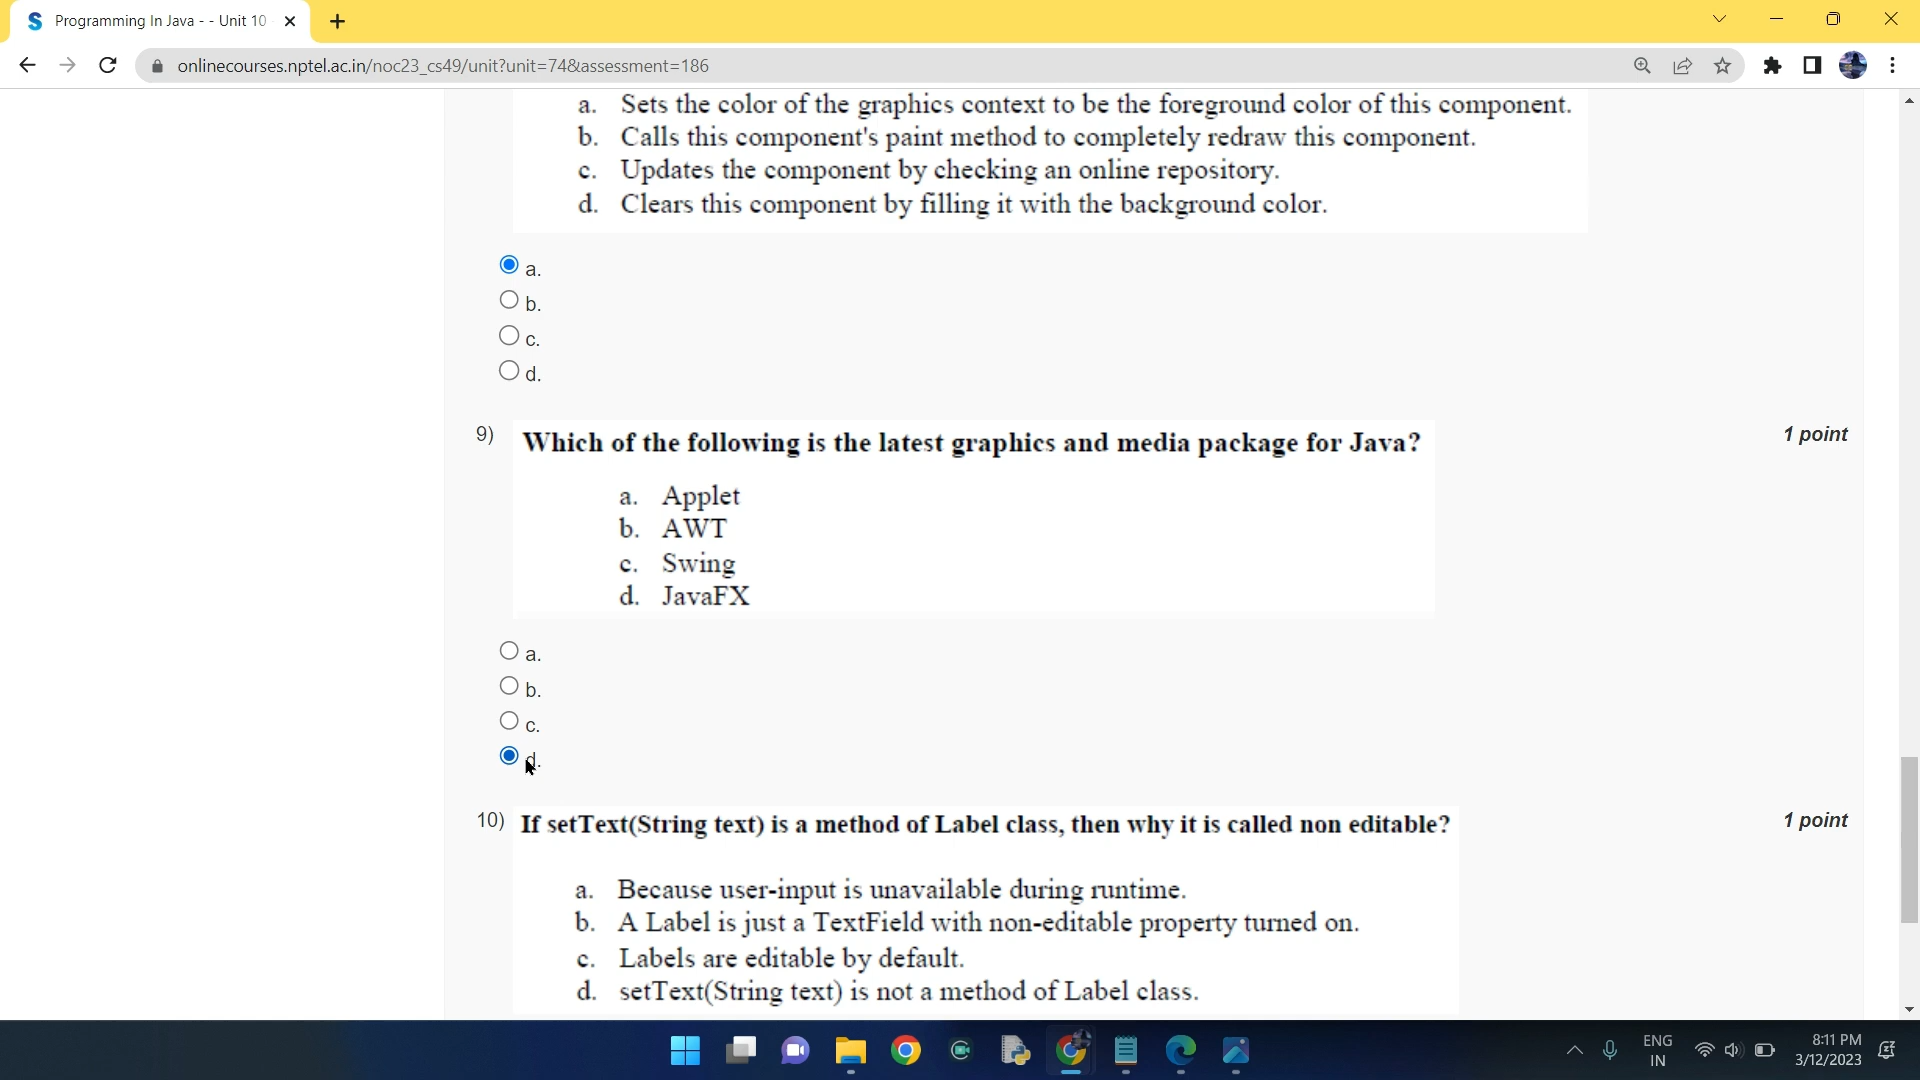 Programming In Java - - Unit 10
onlinecourses.nptel.ac.in/noc23_cs49/unit?unit=74&assessment=186
a. Sets the color of the graphics context to be the foreground color of this component.
b. Calls this component's paint method to completely redraw this component.
c. Updates the component by checking an online repository.
d. Clears this component by filling it with the background color.
a.
b.
c.
d.
9) Which of the following is the latest graphics and media package for Java? 1 point
a. Applet
b. AWT
c. Swing
d. JavaFX
a.
b.
c.
d.
10) If setText(String text) is a method of Label class, then why it is called non editable? 1 point
a. Because user-input is unavailable during runtime.
b. A Label is just a TextField with non-editable property turned on.
c. Labels are editable by default.
d. setText(String text) is not a method of Label class.
ENG
IN
8:11 PM
3/12/2023